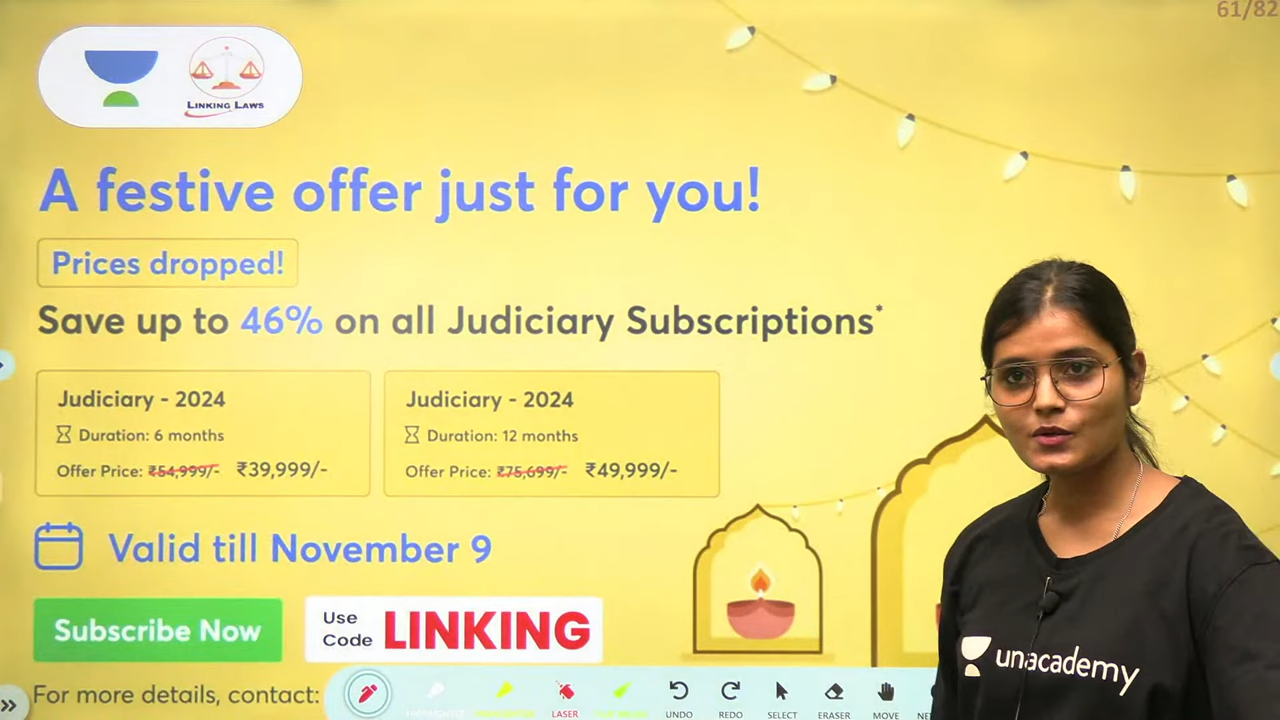 61/82
LINKING LAWS
A festive offer just for you!
Prices dropped!
Save up to 46% on all Judiciary Subscriptions*
Judiciary - 2024
Duration: 6 months
Offer Price: ₹54,999/- ₹39,999/-
Judiciary - 2024
Duration: 12 months
Offer Price: ₹75,699/- ₹49,999/-
Valid till November 9
Subscribe Now
Use
Code
LINKING
For more details, contact:
LASER
UNDO
REDO
SELECT
ERASER
MOVE
unacademy